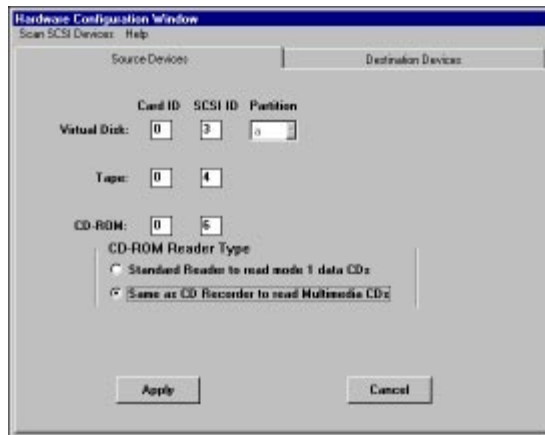 Hardware Configuration Window
Scan SCSI Devices Help
Source Devices Destination Devices
Card ID SCSI ID Partition
Virtual Disk: 0 3 a
Tape: 0 4
CD-ROM: 0 6
CD-ROM Reader Type
Standard Reader to read mode 1 data CDs
Same as CD Recorder to read Multimedia CDs
Apply Cancel